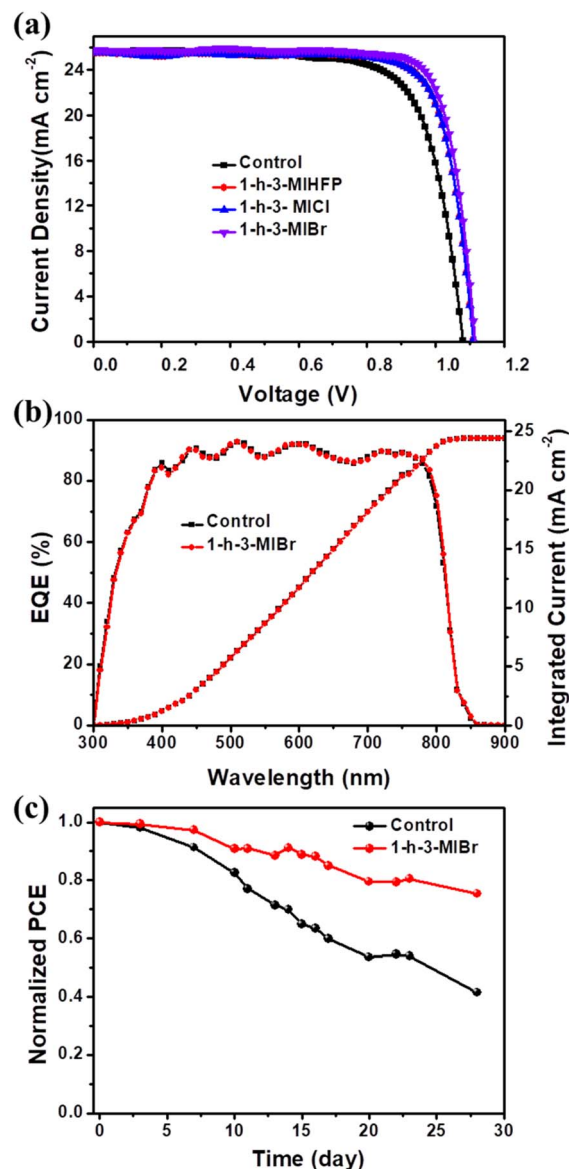 (a)
Current Density(mA cm⁻²)
24
20
16
12
8
4
0
Control
1-h-3-MIHFP
1-h-3- MICl
1-h-3-MIBr
0.0 0.2 0.4 0.6 0.8 1.0 1.2
Voltage (V)
(b)
EQE (%)
100
80
60
40
20
0
Control
1-h-3-MIBr
25
20
15
10
5
0
Integrated Current (mA cm⁻²)
300 400 500 600 700 800 900
Wavelength (nm)
(c)
Normalized PCE
1.0
0.8
0.6
0.4
0.2
0.0
Control
1-h-3-MIBr
0 5 10 15 20 25 30
Time (day)